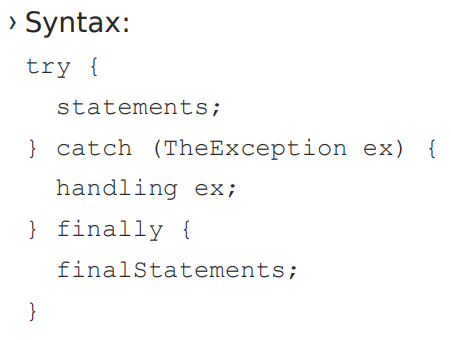 › Syntax:
try {
statements;
} catch (TheException ex) {
handling ex;
} finally {
finalStatements;
}